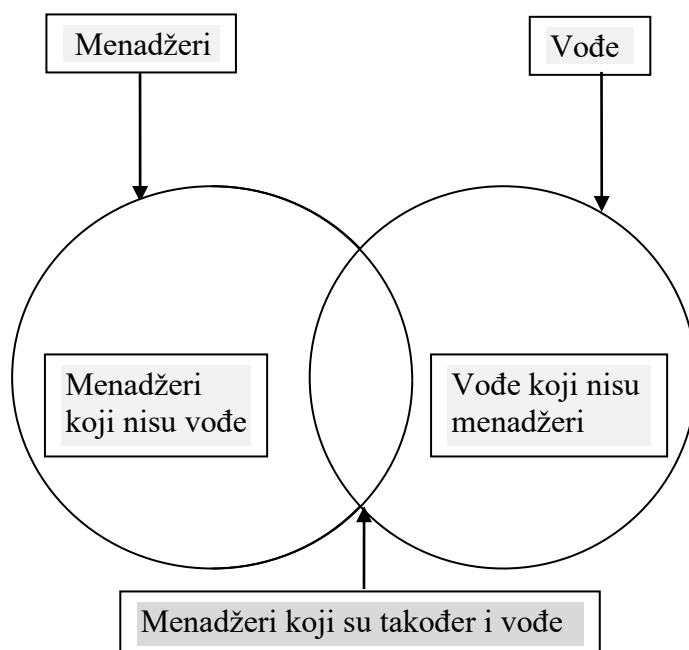 Menadžeri
Vođe
Menadžeri
koji nisu vođe
Vođe koji nisu
menadžeri
Menadžeri koji su također i vođe